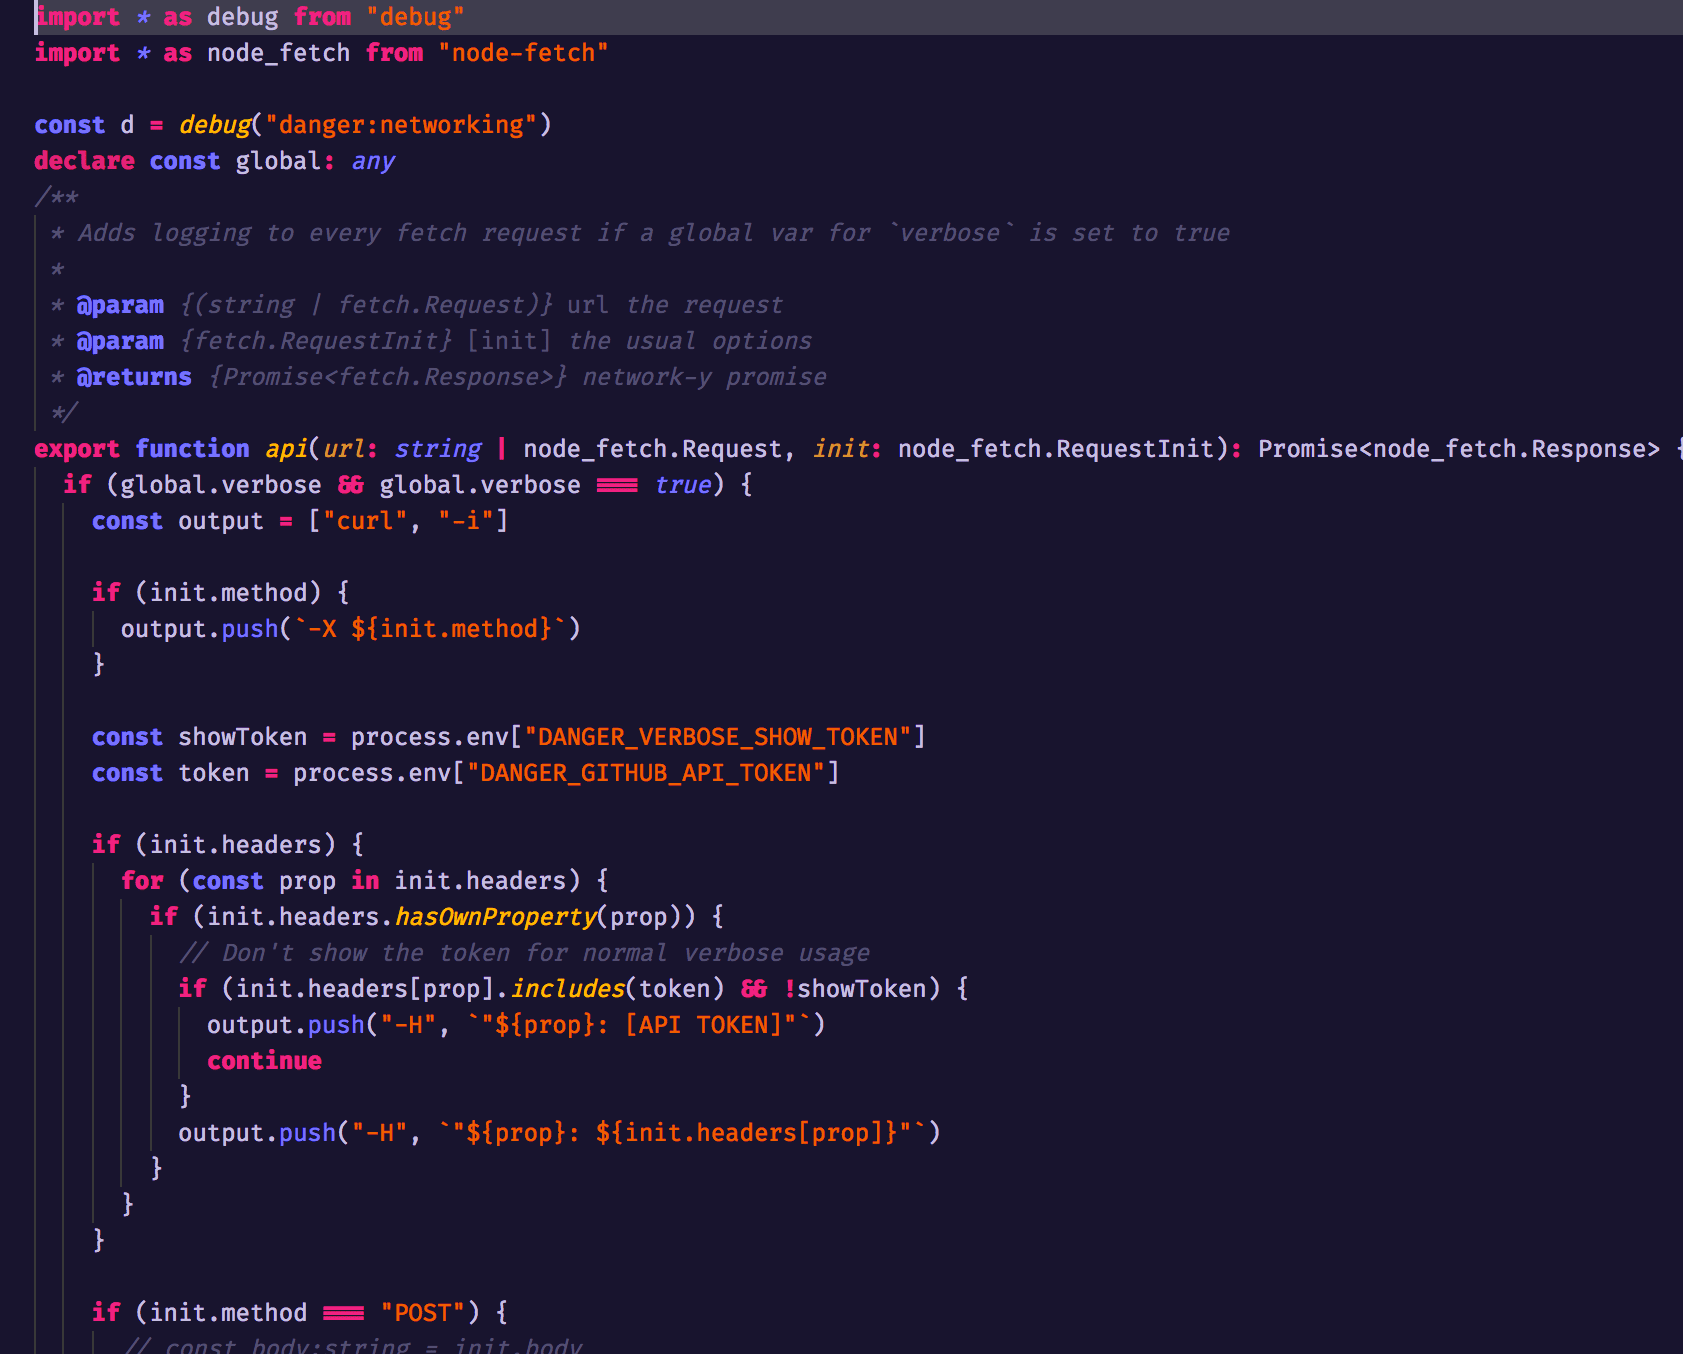 import * as debug from "debug"
import * as node_fetch from "node-fetch"

const d = debug("danger:networking")
declare const global: any
/**
 * Adds logging to every fetch request if a global var for `verbose` is set to true
 *
 * @param {(string | fetch.Request)} url the request
 * @param {fetch.RequestInit} [init] the usual options
 * @returns {Promise<fetch.Response>} network-y promise
 */
export function api(url: string | node_fetch.Request, init: node_fetch.RequestInit): Promise<node_fetch.Response> {
  if (global.verbose && global.verbose === true) {
    const output = ["curl", "-i"]

    if (init.method) {
      output.push(`-X ${init.method}`)
    }

    const showToken = process.env["DANGER_VERBOSE_SHOW_TOKEN"]
    const token = process.env["DANGER_GITHUB_API_TOKEN"]

    if (init.headers) {
      for (const prop in init.headers) {
        if (init.headers.hasOwnProperty(prop)) {
          // Don't show the token for normal verbose usage
          if (init.headers[prop].includes(token) && !showToken) {
            output.push("-H", `"${prop}: [API TOKEN]"`)
            continue
          }
          output.push("-H", `"${prop}: ${init.headers[prop]}"`)
        }
      }
    }

    if (init.method === "POST") {
      // const body:string = init.body